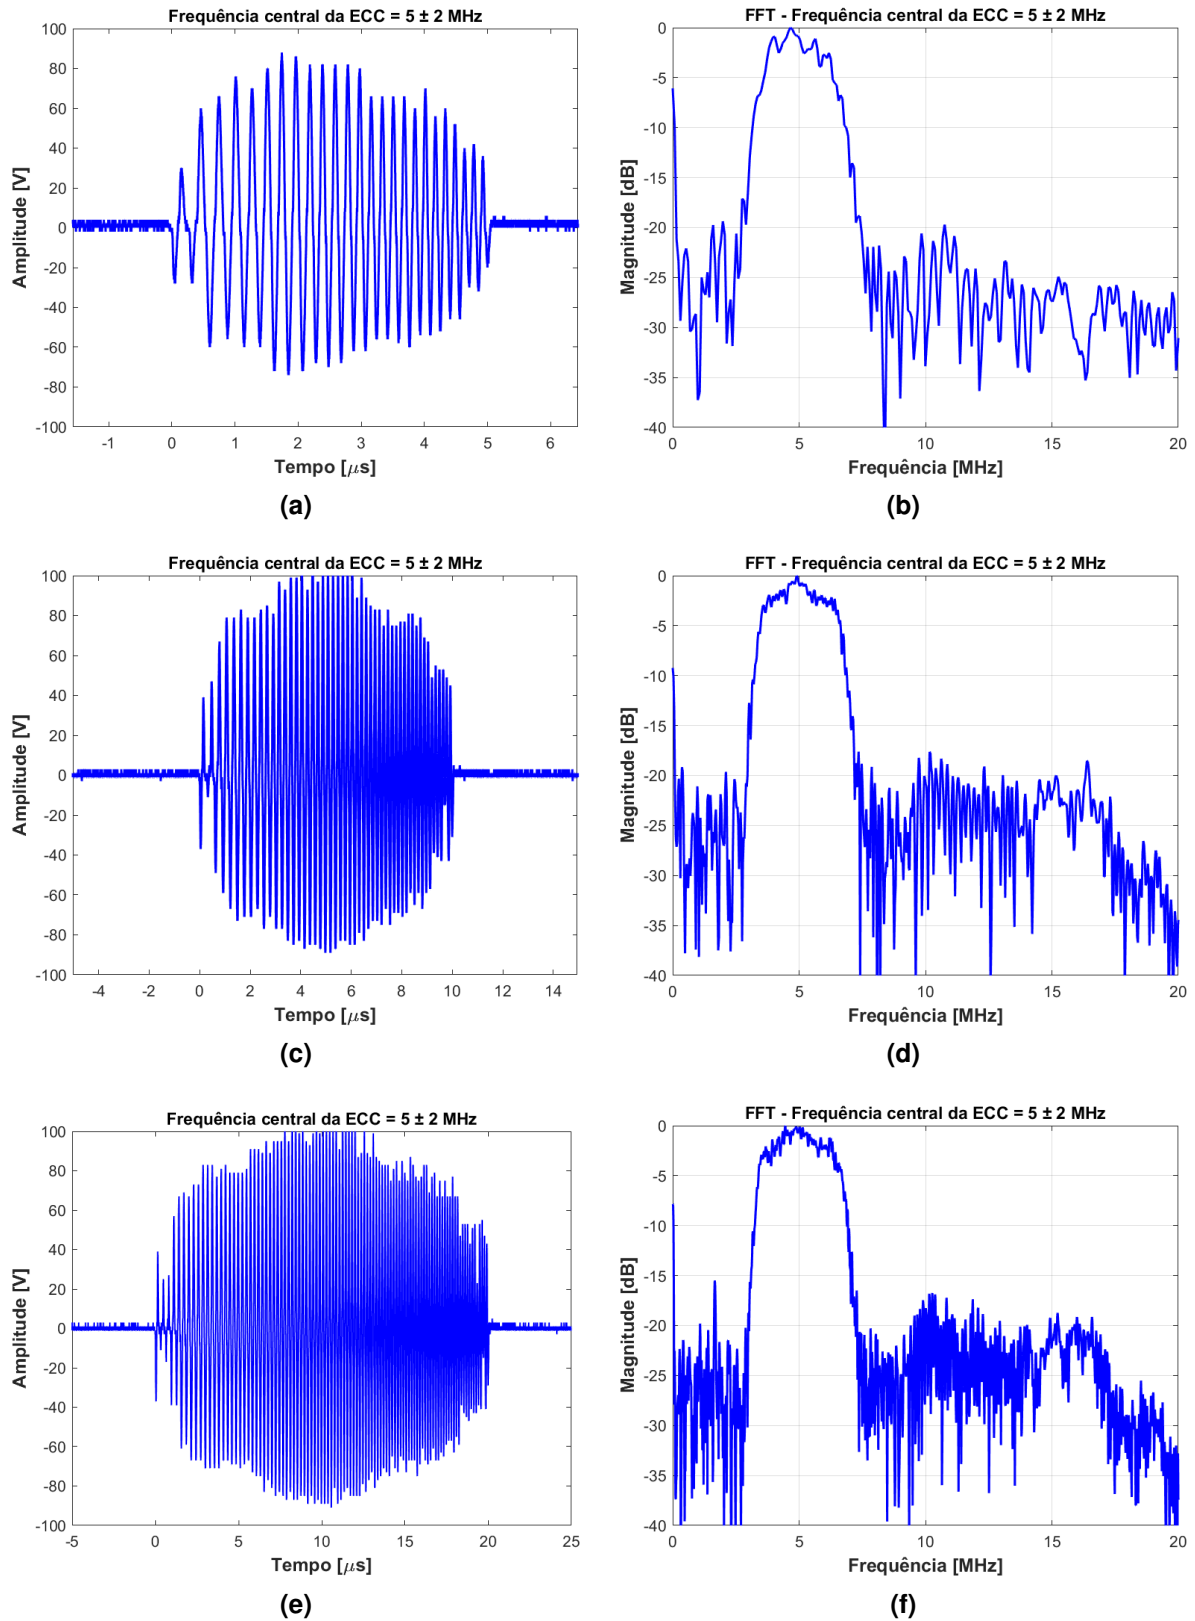 Frequência central da ECC = 5 ± 2 MHz
100
80
60
40
20
0
-20
-40
-60
-80
-100
Amplitude [V]
-1 0 1 2 3 4 5 6
Tempo [μs]
(a)
FFT - Frequência central da ECC = 5 ± 2 MHz
0
-5
-10
-15
-20
-25
-30
-35
-40
Magnitude [dB]
0 5 10 15 20
Frequência [MHz]
(b)
Frequência central da ECC = 5 ± 2 MHz
100
80
60
40
20
0
-20
-40
-60
-80
-100
Amplitude [V]
-4 -2 0 2 4 6 8 10 12 14
Tempo [μs]
(c)
FFT - Frequência central da ECC = 5 ± 2 MHz
0
-5
-10
-15
-20
-25
-30
-35
-40
Magnitude [dB]
0 5 10 15 20
Frequência [MHz]
(d)
Frequência central da ECC = 5 ± 2 MHz
100
80
60
40
20
0
-20
-40
-60
-80
-100
Amplitude [V]
-5 0 5 10 15 20 25
Tempo [μs]
(e)
FFT - Frequência central da ECC = 5 ± 2 MHz
0
-5
-10
-15
-20
-25
-30
-35
-40
Magnitude [dB]
0 5 10 15 20
Frequência [MHz]
(f)